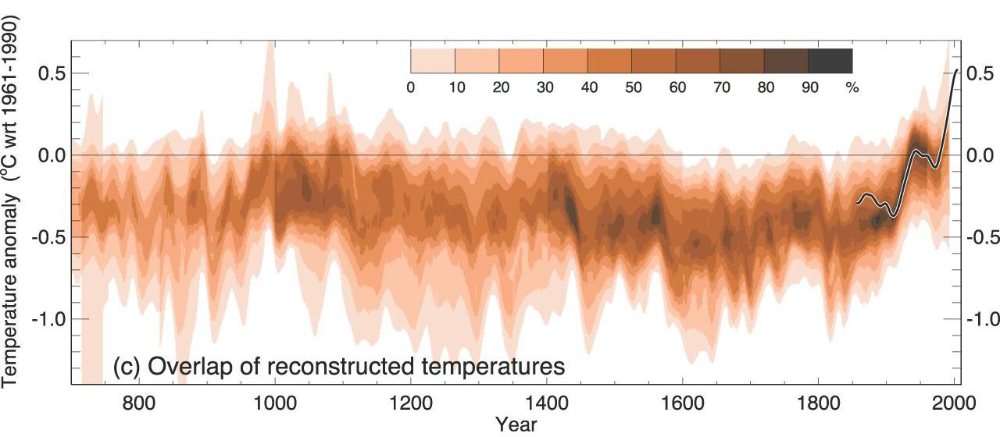 Temperature anomaly (ºC wrt 1961-1990)
0.5
0.0
-0.5
-1.0
0 10 20 30 40 50 60 70 80 90 %
0.5
0.0
-0.5
-1.0
(c) Overlap of reconstructed temperatures
800 1000 1200 1400 1600 1800 2000
Year